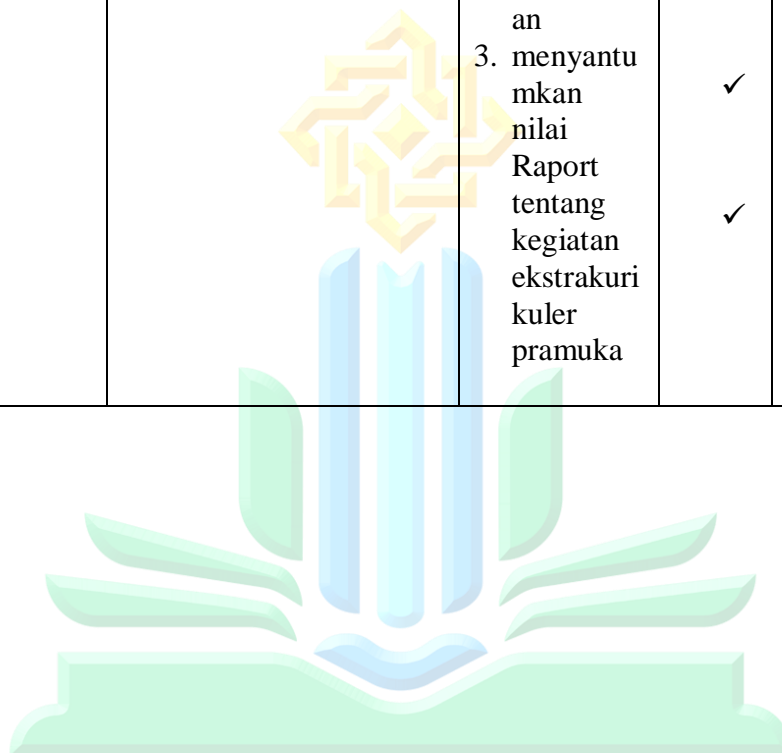 an
3. menyantu
mkan
✓
nilai
Raport
tentang
✓
kegiatan
ekstrakuri
kuler
pramuka